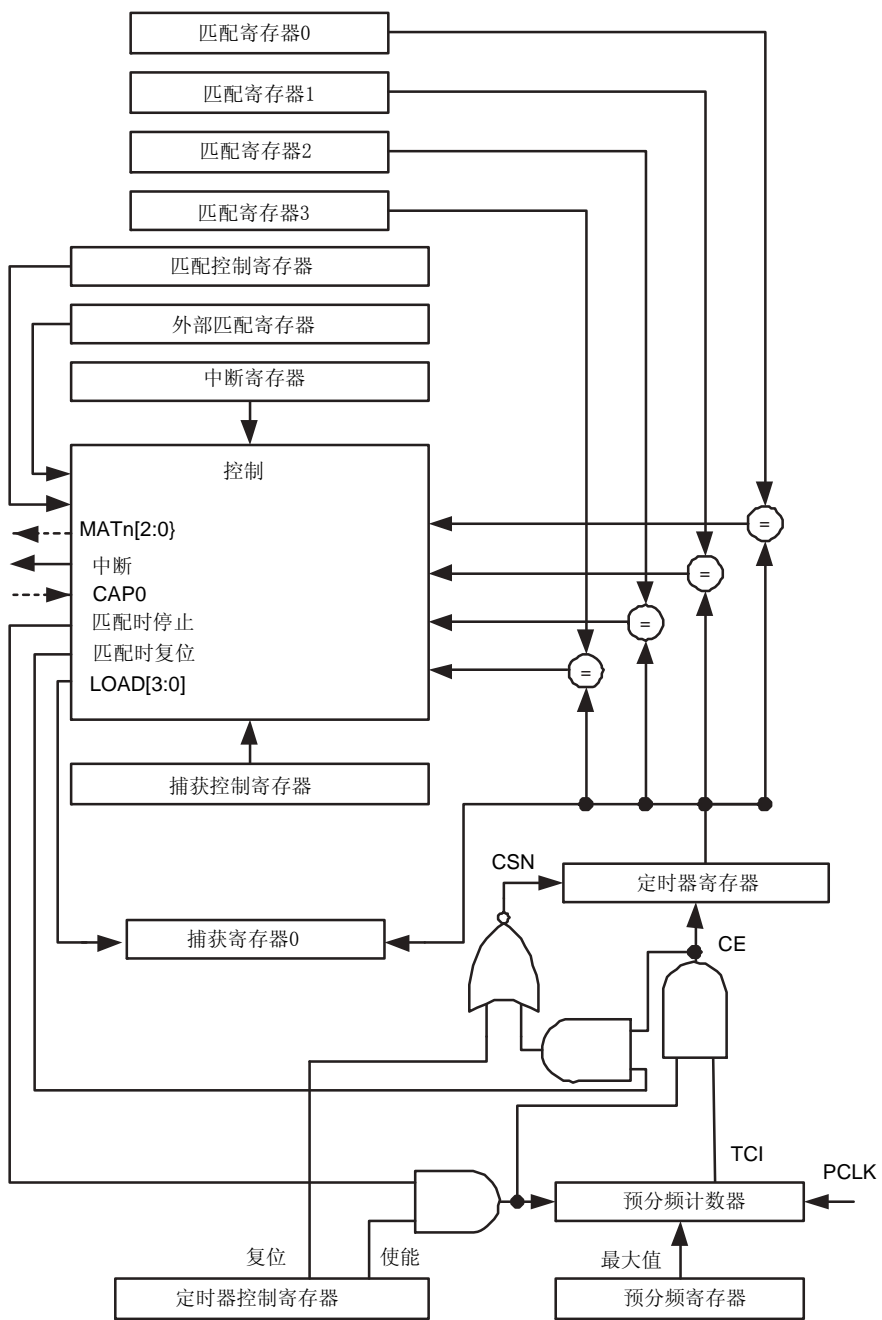 匹配寄存器0
匹配寄存器1
匹配寄存器2
匹配寄存器3
匹配控制寄存器
外部匹配寄存器
中断寄存器
控制
=
MATn[2:0}
中断
=
CAP0
匹配时停止
=
匹配时复位
=
LOAD[3:0]
捕获控制寄存器
CSN
定时器寄存器
捕获寄存器0
CE
TCI
PCLK
预分频计数器
复位
使能
最大值
定时器控制寄存器
预分频寄存器